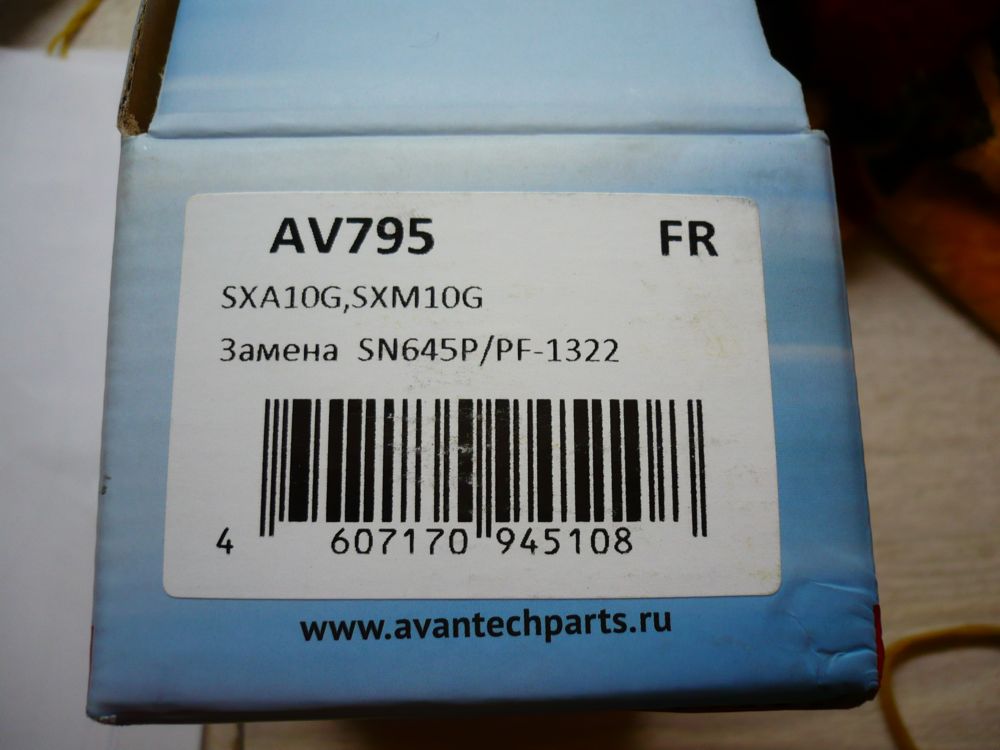 AV795 FR
SXA10G,SXM10G
Замена SN645P/PF-1322
4 607170 945108
www.avantechparts.ru